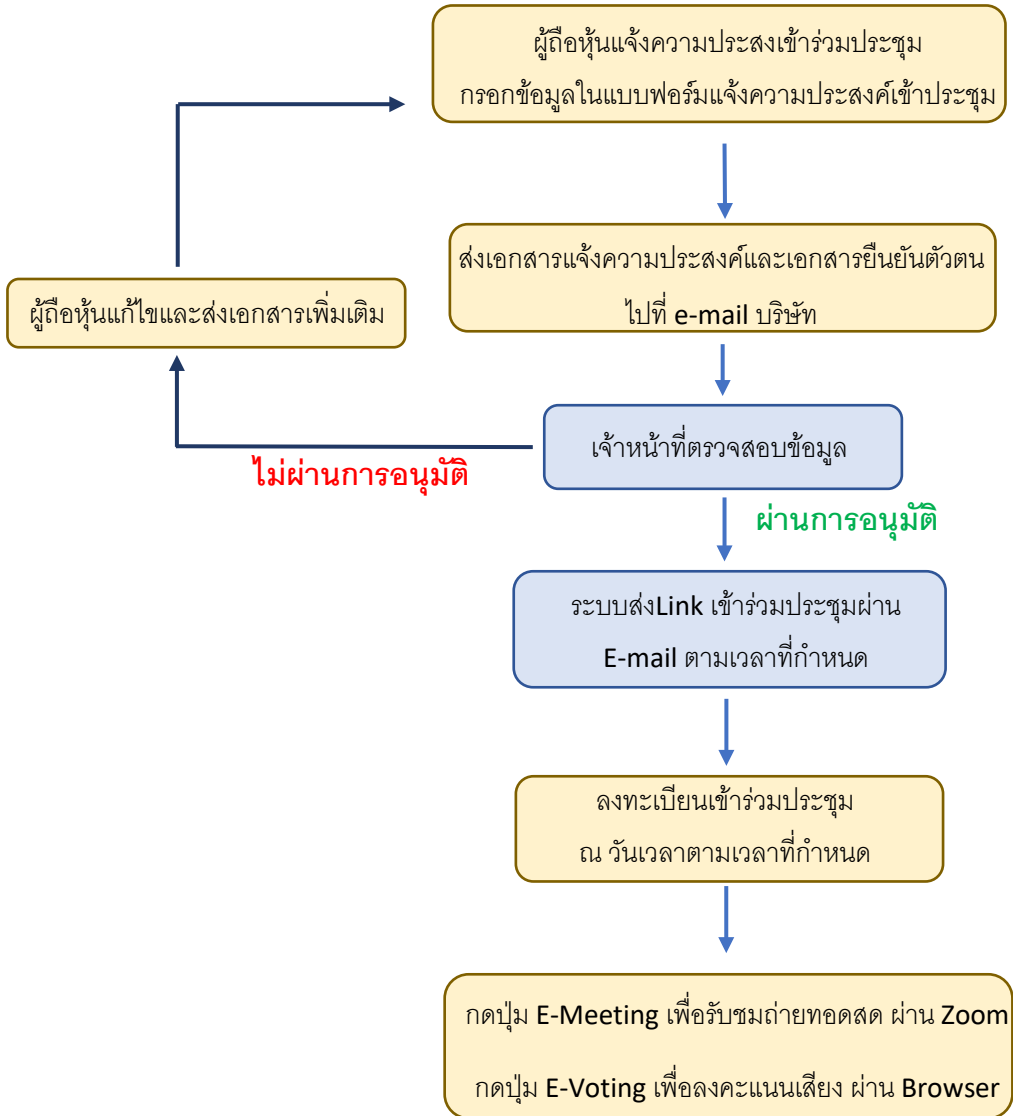 ผู้ถือหุ้นแจ้งความประสงเข้าร่วมประชุม
กรอกข้อมูลในแบบฟอร์มแจ้งความประสงค์เข้าประชุม
ส่งเอกสารแจ้งความประสงค์และเอกสารยืนยันตัวตน
ไปที่ e-mail บริษัท
ผู้ถือหุ้นแก้ไขและส่งเอกสารเพิ่มเติม
เจ้าหน้าที่ตรวจสอบข้อมูล
ไม่ผ่านการอนุมัติ
ผ่านการอนุมัติ
ระบบส่งLink เข้าร่วมประชุมผ่าน
E-mail ตามเวลาที่กำหนด
ลงทะเบียนเข้าร่วมประชุม
ณ วันเวลาตามเวลาที่กำหนด
กดปุ่ม E-Meeting เพื่อรับชมถ่ายทอดสด ผ่าน Zoom
กดปุ่ม E-Voting เพื่อลงคะแนนเสียง ผ่าน Browser